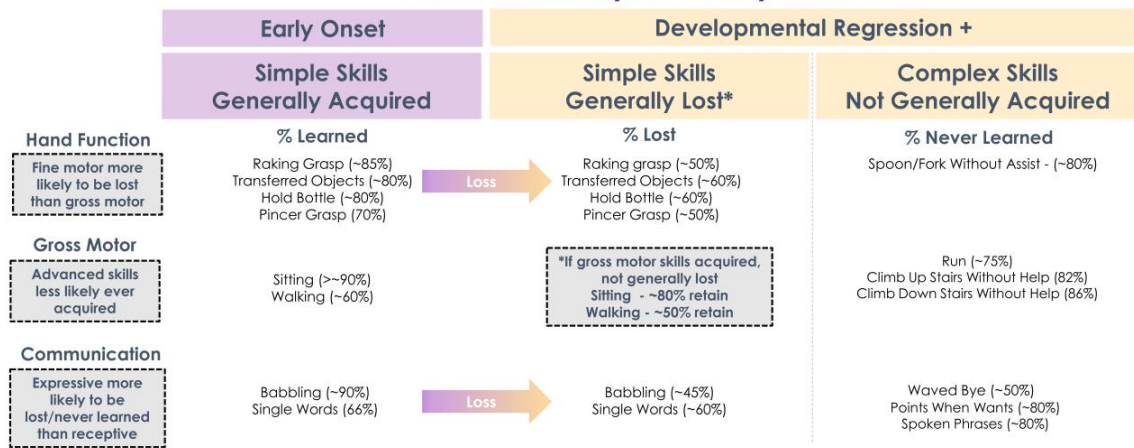 Early Onset
Developmental Regression +
Simple Skills
Generally Acquired
Simple Skills
Generally Lost*
Complex Skills
Not Generally Acquired
Hand Function
% Learned
% Lost
% Never Learned
Fine motor more
likely to be lost
than gross motor
Raking Grasp (~85%)
Transferred Objects (~80%)
Hold Bottle (~80%)
Pincer Grasp (70%)
Loss
Raking grasp (~50%)
Transferred Objects (~60%)
Hold Bottle (~60%)
Pincer Grasp (~50%)
Spoon/Fork Without Assist - (~80%)
Gross Motor
Advanced skills
less likely ever
acquired
Sitting (>~90%)
Walking (~60%)
*If gross motor skills acquired,
not generally lost
Sitting - ~80% retain
Walking - ~50% retain
Run (~75%)
Climb Up Stairs Without Help (82%)
Climb Down Stairs Without Help (86%)
Communication
Expressive more
likely to be
lost/never learned
than receptive
Babbling (~90%)
Single Words (66%)
Loss
Babbling (~45%)
Single Words (~60%)
Waved Bye (~50%)
Points When Wants (~80%)
Spoken Phrases (~80%)